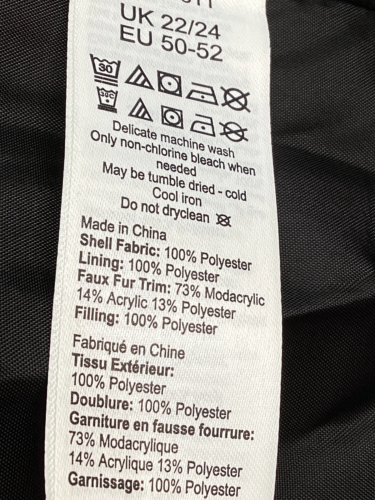 UK 22/24
EU 50-52
30
30°C
Delicate machine wash
Only non-chlorine bleach when
needed
May be tumble dried - cold
Cool iron
Do not dryclean
Made in China
Shell Fabric: 100% Polyester
Lining: 100% Polyester
Faux Fur Trim: 73% Modacrylic
14% Acrylic 13% Polyester
Filling: 100% Polyester
Fabriqué en Chine
Tissu Extérieur:
100% Polyester
Doublure: 100% Polyester
Garniture en fausse fourrure:
73% Modacrylique
14% Acrylique 13% Polyester
Garnissage: 100% Polyester